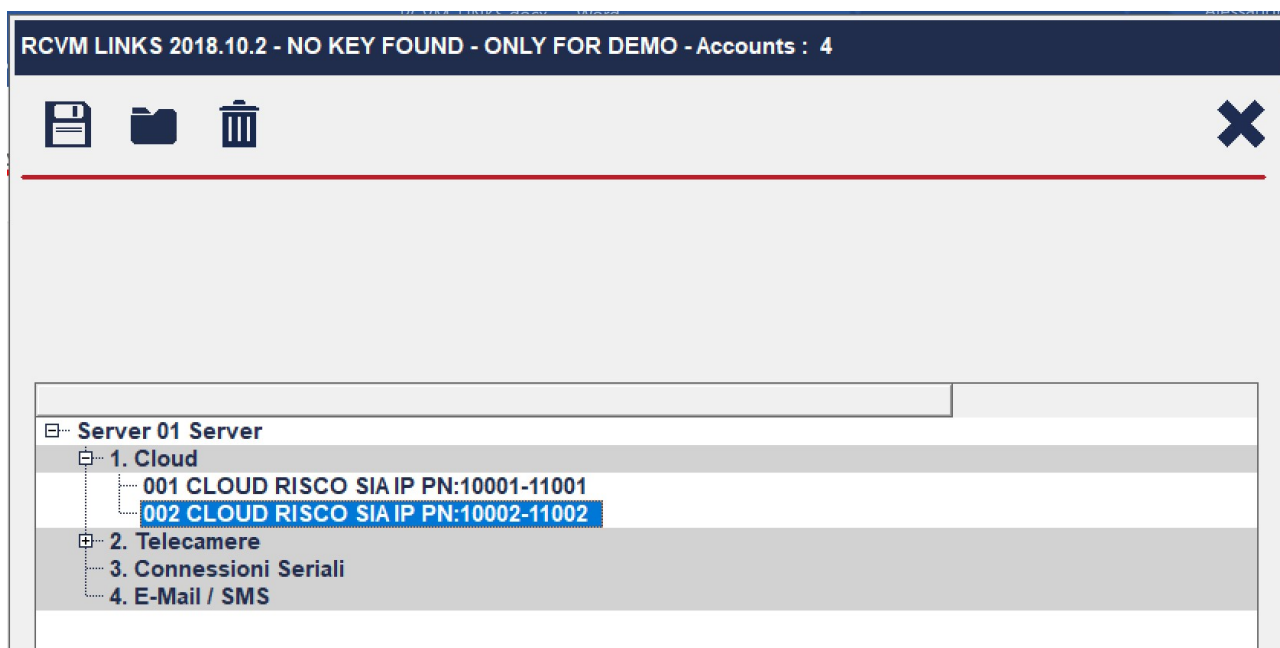 RCVM LINKS 2018.10.2 - NO KEY FOUND - ONLY FOR DEMO - Accounts : 4
Server 01 Server
1. Cloud
001 CLOUD RISCO SIA IP PN:10001-11001
002 CLOUD RISCO SIA IP PN:10002-11002
2. Telecamere
3. Connessioni Seriali
4. E-Mail / SMS